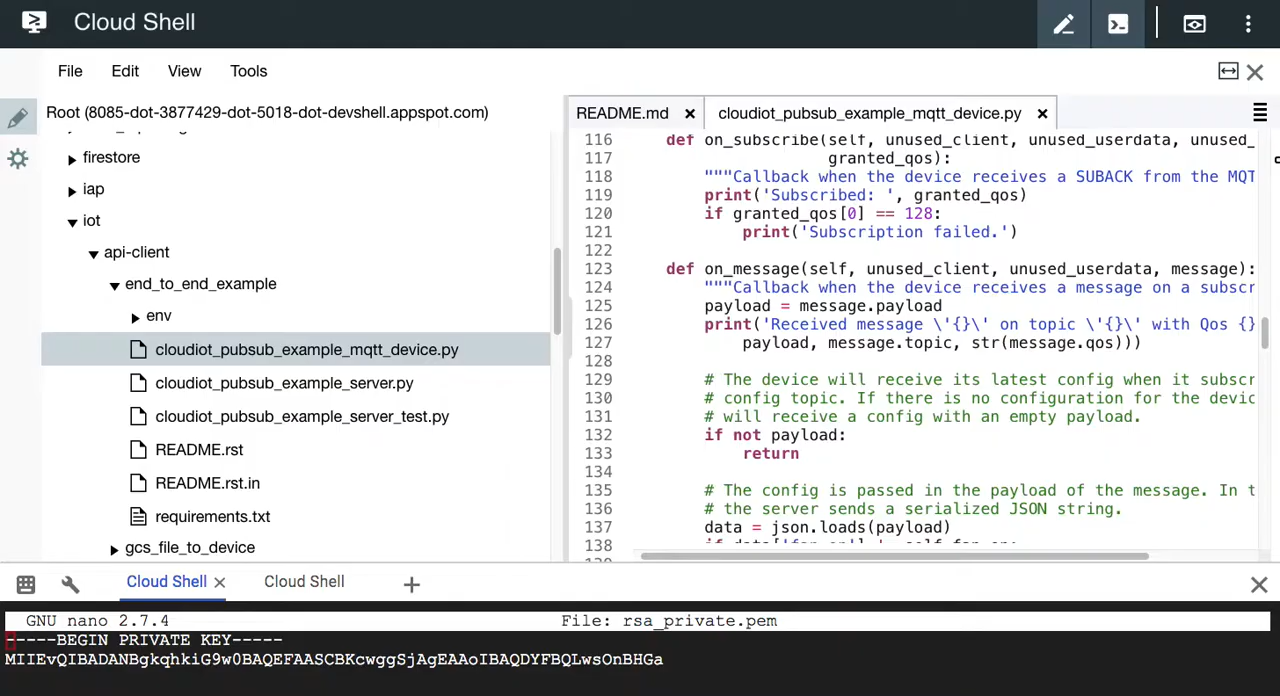 Cloud Shell
File Edit View Tools
Root (8085-dot-3877429-dot-5018-dot-devshell.appspot.com)
firestore
iap
iot
api-client
end_to_end_example
env
cloudiot_pubsub_example_mqtt_device.py
cloudiot_pubsub_example_server.py
cloudiot_pubsub_example_server_test.py
README.rst
README.rst.in
requirements.txt
gcs_file_to_device
README.md cloudiot_pubsub_example_mqtt_device.py
116 def on_subscribe(self, unused_client, unused_userdata, unused_
117 granted_qos):
118 """Callback when the device receives a SUBACK from the MQT
119 print('Subscribed: ', granted_qos)
120 if granted_qos[0] == 128:
121 print('Subscription failed.')
122
123 def on_message(self, unused_client, unused_userdata, message):
124 """Callback when the device receives a message on a subscr
125 payload = message.payload
126 print('Received message \'{}\' on topic \'{}\' with Qos {}
127 payload, message.topic, str(message.qos)))
128
129 # The device will receive its latest config when it subscr
130 # config topic. If there is no configuration for the devic
131 # will receive a config with an empty payload.
132 if not payload:
133 return
134
135 # The config is passed in the payload of the message. In t
136 # the server sends a serialized JSON string.
137 data = json.loads(payload)
138
Cloud Shell Cloud Shell
GNU nano 2.7.4 File: rsa_private.pem
-----BEGIN PRIVATE KEY-----
MIIEvQIBADANBgkqhkiG9w0BAQEFAASCBKcwggSjAgEAAoIBAQDYFBQLwsOnBHGa